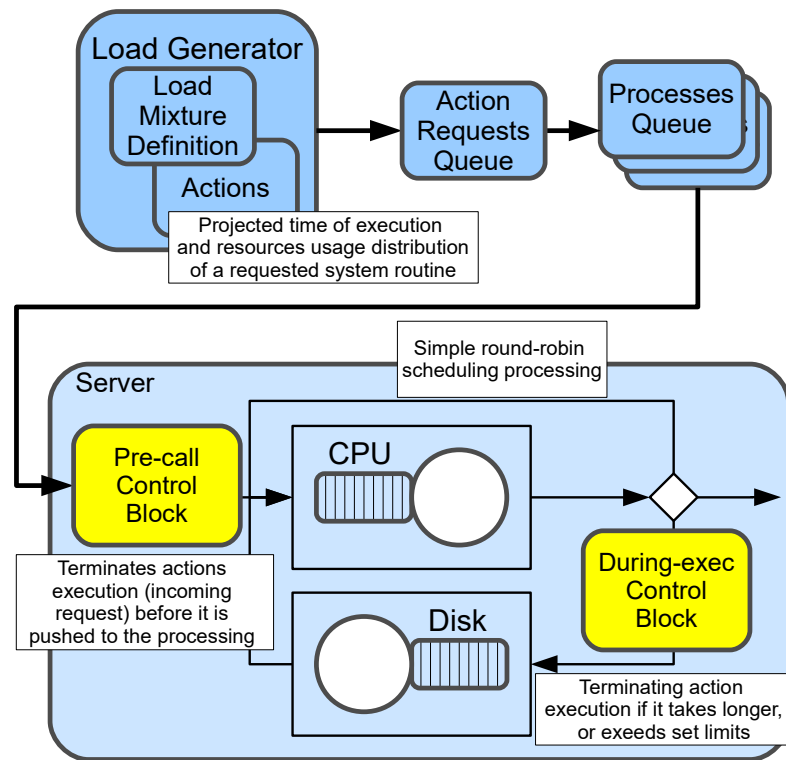 Load Generator
Load
Mixture
Definition
Actions
Projected time of execution
and resources usage distribution
of a requested system routine
Action
Requests
Queue
Processes
Queue
s
Simple round-robin
scheduling processing
Server
Pre-call
Control
Block
CPU
Terminates actions
execution (incoming
request) before it is
pushed to the processing
During-exec
Control
Block
Disk
Terminating action
execution if it takes longer,
or exeeds set limits